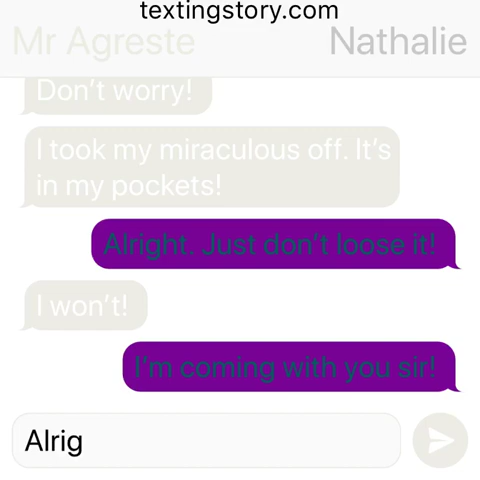 textingstory.com
Mr Agreste Nathalie
Don't worry!
I took my miraculous off. It's
in my pockets!
Alright. Just don't loose it!
I won't!
I'm coming with you sir!
Alrig